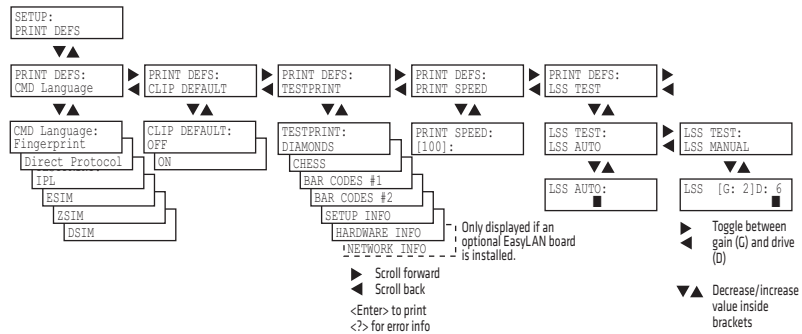 SETUP:
PRINT DEFS
PRINT DEFS:
CMD Language
PRINT DEFS:
CLIP DEFAULT
PRINT DEFS:
TESTPRINT
PRINT DEFS:
PRINT SPEED
PRINT DEFS:
LSS TEST
CMD Language:
Fingerprint
Direct Protocol
IPL
ESIM
ZSIM
DSIM
CLIP DEFAULT:
OFF
ON
TESTPRINT:
DIAMONDS
CHESS
BAR CODES #1
BAR CODES #2
SETUP INFO
HARDWARE INFO
NETWORK INFO
Only displayed if an
optional EasyLAN board
is installed.
Scroll forward
Scroll back
<Enter> to print
<?> for error info
PRINT SPEED:
[100]:
LSS TEST:
LSS AUTO
LSS AUTO:
LSS TEST:
LSS MANUAL
LSS [G: 2]D: 6
Toggle between
gain (G) and drive
(D)
Decrease/increase
value inside
brackets